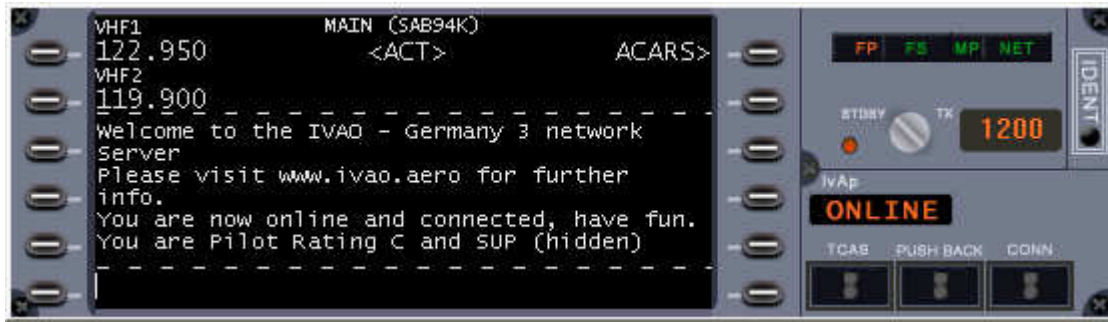 VHF1 MAIN (SAB94K)
122.950 <ACT> ACARS>
VHF2
119.900
Welcome to the IVAO - Germany 3 network
Server
Please visit www.ivao.aero for further
info.
You are now online and connected, have fun.
You are Pilot Rating C and SUP (hidden)
FP FS MP NET
IDENT
STDBY TX
1200
IvAp
ONLINE
TCAS PUSH BACK CONN